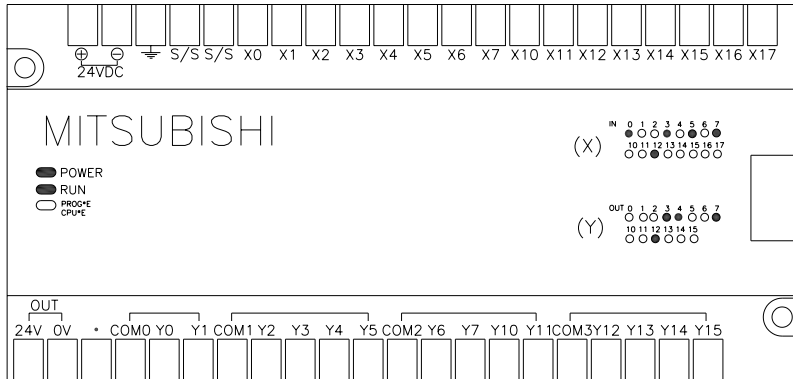 S/S S/S X0 X1 X2 X3 X4 X5 X6 X7 X10 X11 X12 X13 X14 X15 X16 X17
24VDC
MITSUBISHI
POWER
RUN
PROG*E
CPU*E
IN 0 1 2 3 4 5 6 7
(X)
10 11 12 13 14 15 16 17
OUT 0 1 2 3 4 5 6 7
(Y)
10 11 12 13 14 15
OUT
24V 0V • COM0 Y0 Y1 COM1 Y2 Y3 Y4 Y5 COM2 Y6 Y7 Y10 Y11 COM3 Y12 Y13 Y14 Y15